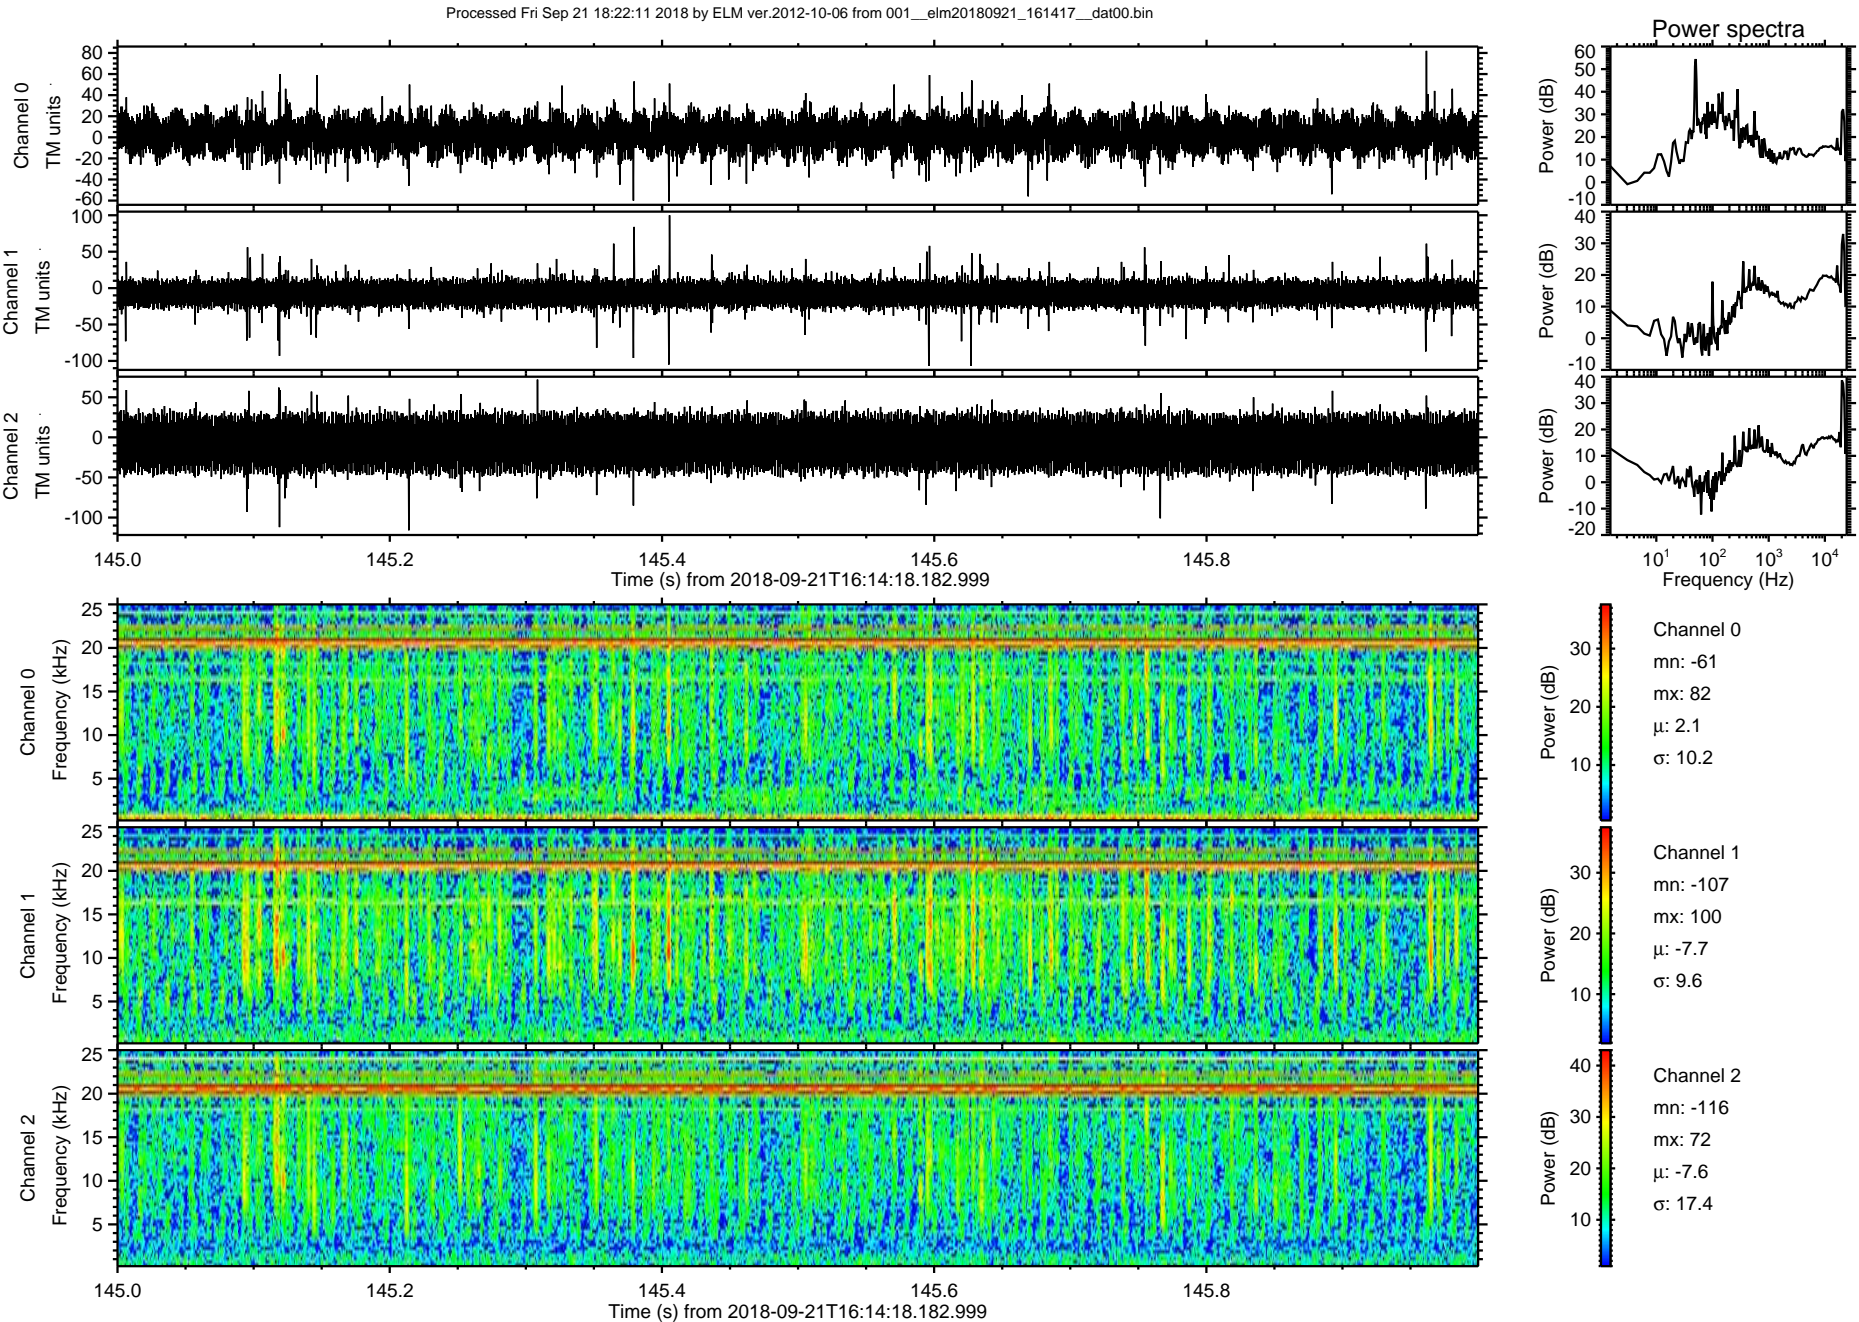 Processed Fri Sep 21 18:22:11 2018 by ELM ver.2012-10-06 from 001__elm20180921_161417__dat00.bin
Power spectra
Channel 0
TM units
80
60
40
20
0
-20
-40
-60
Power (dB)
60
50
40
30
20
10
0
-10
Channel 1
TM units
100
50
0
-50
-100
Power (dB)
40
30
20
10
0
-10
Channel 2
TM units
50
0
-50
-100
Power (dB)
40
30
20
10
0
-10
-20
145.0 145.2 145.4 145.6 145.8
Time (s) from 2018-09-21T16:14:18.182.999
10^1 10^2 10^3 10^4
Frequency (Hz)
Channel 0
Frequency (kHz)
25
20
15
10
5
Power (dB)
30
20
10
Channel 0
mn: -61
mx: 82
μ: 2.1
σ: 10.2
Channel 1
Frequency (kHz)
25
20
15
10
5
Power (dB)
30
20
10
Channel 1
mn: -107
mx: 100
μ: -7.7
σ: 9.6
Channel 2
Frequency (kHz)
25
20
15
10
5
Power (dB)
40
30
20
10
Channel 2
mn: -116
mx: 72
μ: -7.6
σ: 17.4
145.0 145.2 145.4 145.6 145.8
Time (s) from 2018-09-21T16:14:18.182.999